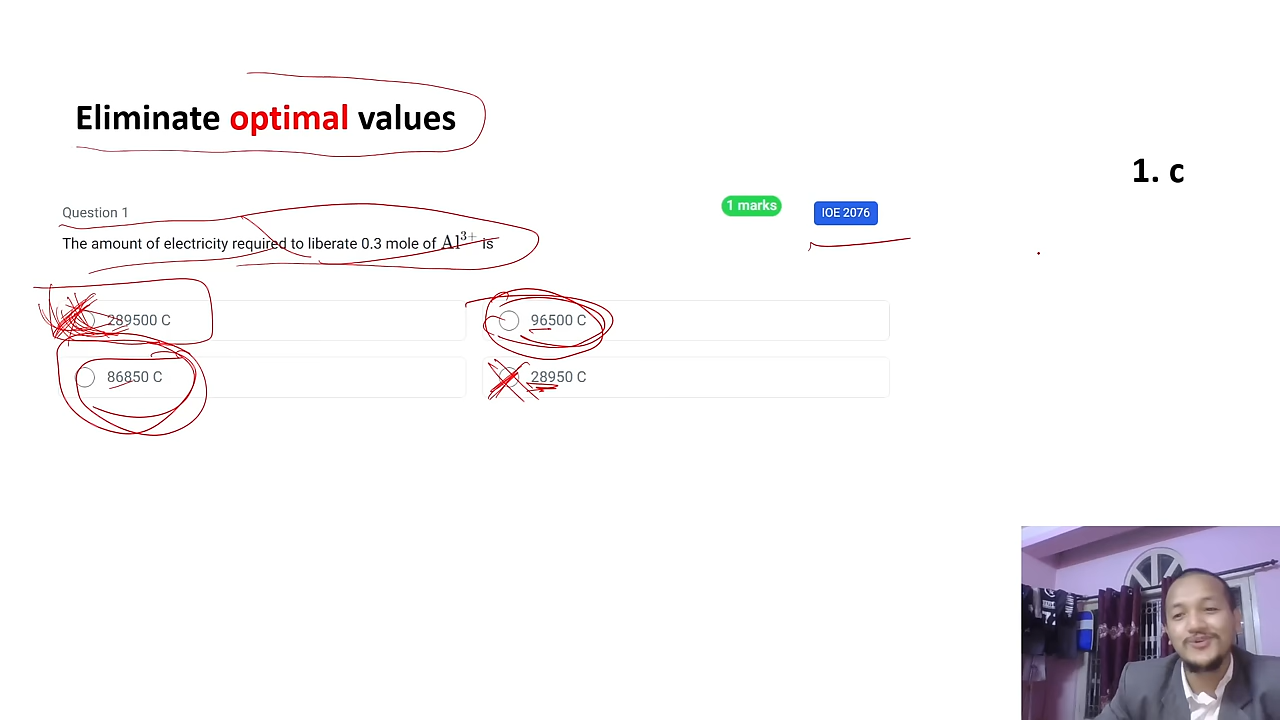 Eliminate optimal values
1. c
Question 1
1 marks
IOE 2076
The amount of electricity required to liberate 0.3 mole of Al³⁺ is
289500 C
96500 C
86850 C
28950 C